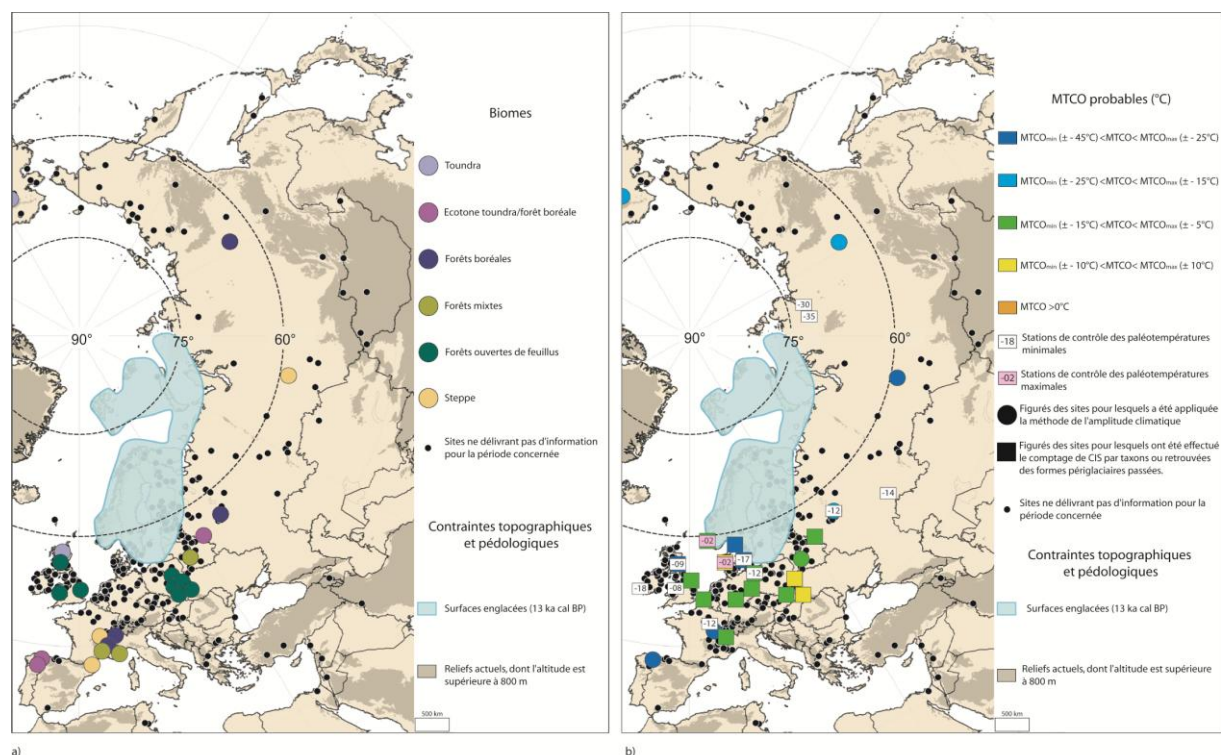 Biomes
Toundra
Ecotone toundra/forêt boréale
Forêts boréales
Forêts mixtes
Forêts ouvertes de feuillus
Steppe
Sites ne délivrant pas d'information
pour la période concernée
Contraintes topographiques
et pédologiques
Surfaces englacées (13 ka cal BP)
Reliefs actuels, dont l'altitude est
supérieure à 800 m
500 km
90°
75°
60°
a)
MTCO probables (°C)
MTCOmin (± - 45°C) <MTCO< MTCOmax (± - 25°C)
MTCOmin (± - 25°C) <MTCO< MTCOmax (± - 15°C)
MTCOmin (± - 15°C) <MTCO< MTCOmax (± - 5°C)
MTCOmin (± - 10°C) <MTCO< MTCOmax (± 10°C)
MTCO >0°C
-18 Stations de contrôle des paléotempératures
minimales
-02 Stations de contrôle des paléotempératures
maximales
Figurés des sites pour lesquels a été appliquée
la méthode de l'amplitude climatique
Figurés des sites pour lesquels ont été effectué
le comptage de CIS par taxons ou retrouvées
des formes périglaciaires passées.
Sites ne délivrant pas d'information pour la
période concernée
Contraintes topographiques
et pédologiques
Surfaces englacées (13 ka cal BP)
Reliefs actuels, dont l'altitude est supérieure
à 800 m
500 km
-30
-35
90°
75°
60°
-14
-12
-02
-17
-09
-02
-12
-18
-08
-12
b)